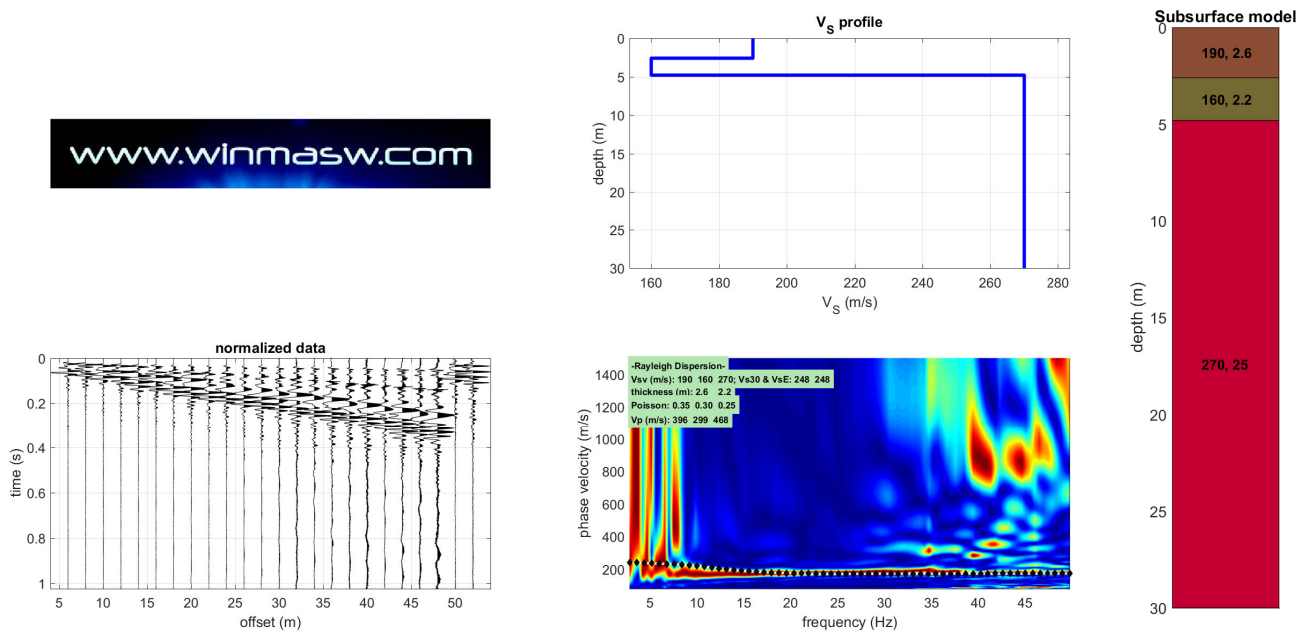 www.winmasw.com
V_S profile
0
5
10
15
20
25
30
depth (m)
160 180 200 220 240 260 280
V_S (m/s)
normalized data
0
0.2
0.4
0.6
0.8
1
time (s)
5 10 15 20 25 30 35 40 45 50
offset (m)
-Rayleigh Dispersion-
Vsv (m/s): 190 160 270; Vs30 & VsE: 248 248
thickness (m): 2.6 2.2
Poisson: 0.35 0.30 0.25
Vp (m/s): 396 299 468
1400
1200
1000
800
600
400
200
phase velocity (m/s)
5 10 15 20 25 30 35 40 45
frequency (Hz)
Subsurface model
0
5
10
15
20
25
30
depth (m)
190, 2.6
160, 2.2
270, 25